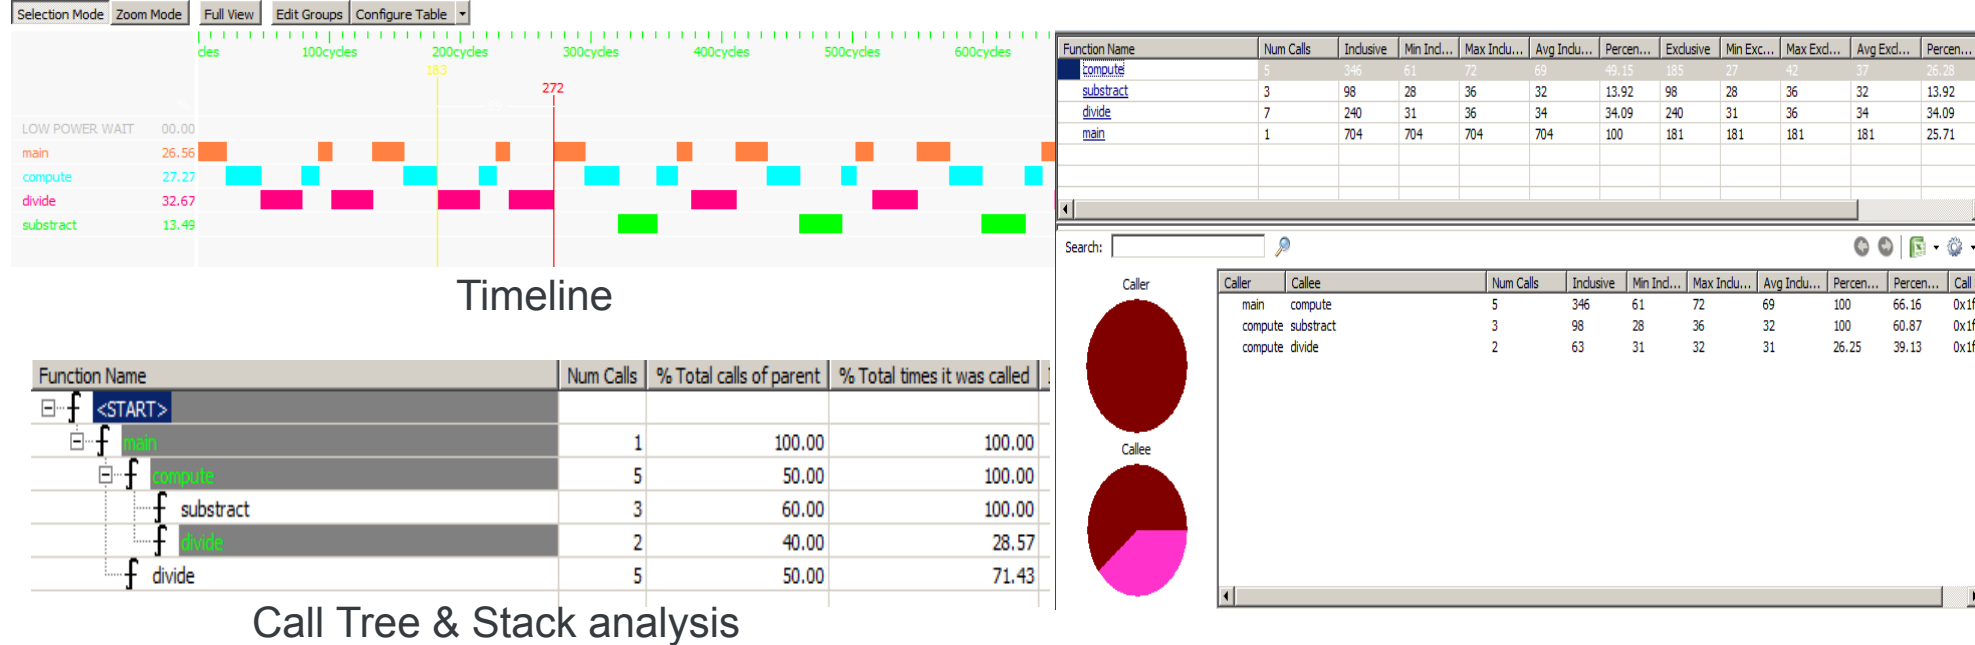 Selection Mode Zoom Mode Full View Edit Groups Configure Table
cles 100cycles 200cycles 300cycles 400cycles 500cycles 600cycles
183
272
LOW POWER WAIT 00.00
main 26.56
compute 27.27
divide 32.67
substract 13.49
Timeline
Function Name Num Calls % Total calls of parent % Total times it was called
<START>
main 1 100.00 100.00
compute 5 50.00 100.00
substract 3 60.00 100.00
divide 2 40.00 28.57
divide 5 50.00 71.43
Call Tree & Stack analysis
Function Name Num Calls Inclusive Min Incl... Max Inclu... Avg Inclu... Percen... Exclusive Min Exc... Max Excl... Avg Excl... Percen...
compute 5 346 61 72 69 49.15 185 27 42 37 26.28
substract 3 98 28 36 32 13.92 98 28 36 32 13.92
divide 7 240 31 36 34 34.09 240 31 36 34 34.09
main 1 704 704 704 704 100 181 181 181 181 25.71
Search:
Caller
Callee
Caller Callee Num Calls Inclusive Min Incl... Max Inclu... Avg Inclu... Percen... Percen... Call
main compute 5 346 61 72 69 100 66.16 0x1f
compute substract 3 98 28 36 32 100 60.87 0x1f
compute divide 2 63 31 32 31 26.25 39.13 0x1f